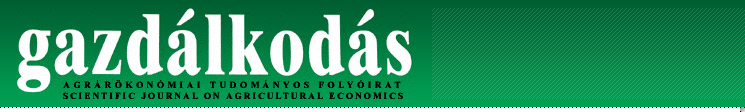 gazdálkodás
AGRÁRÖKONÓMIAI TUDOMÁNYOS FOLYÓIRAT
SCIENTIFIC JOURNAL ON AGRICULTURAL ECONOMICS